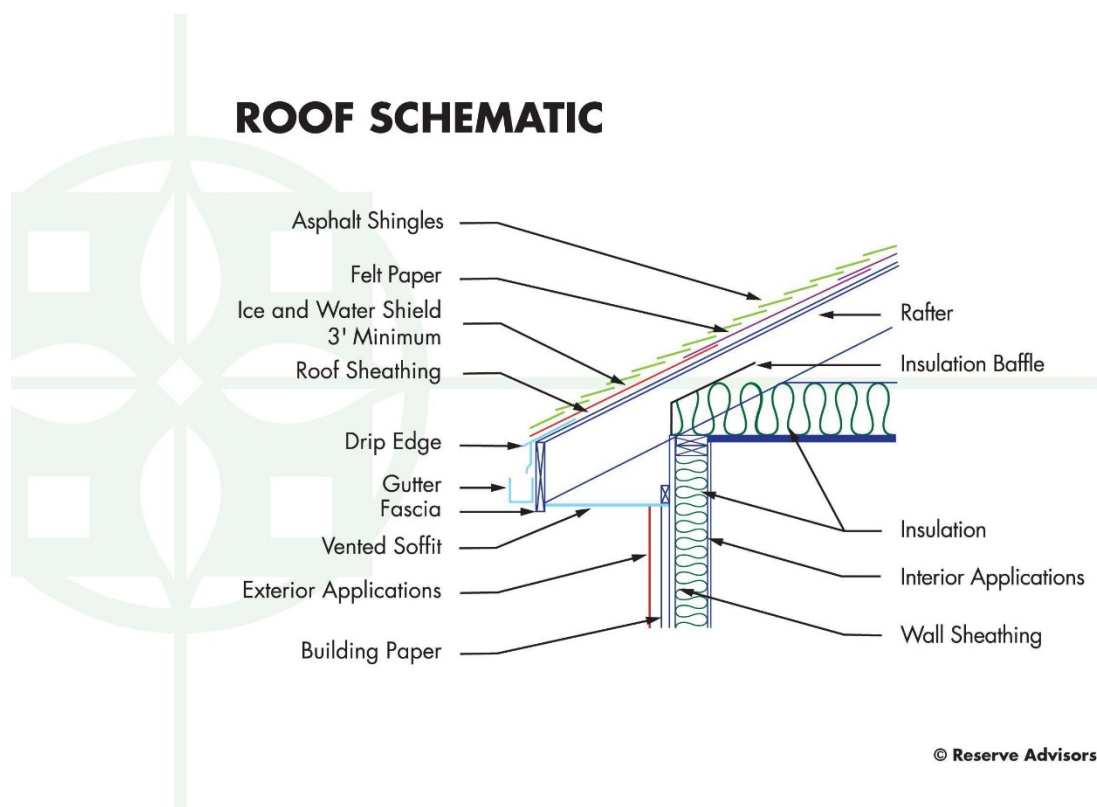 ROOF SCHEMATIC
Asphalt Shingles
Felt Paper
Ice and Water Shield
3' Minimum
Roof Sheathing
Drip Edge
Gutter
Fascia
Vented Soffit
Exterior Applications
Building Paper
Rafter
Insulation Baffle
Insulation
Interior Applications
Wall Sheathing
© Reserve Advisors